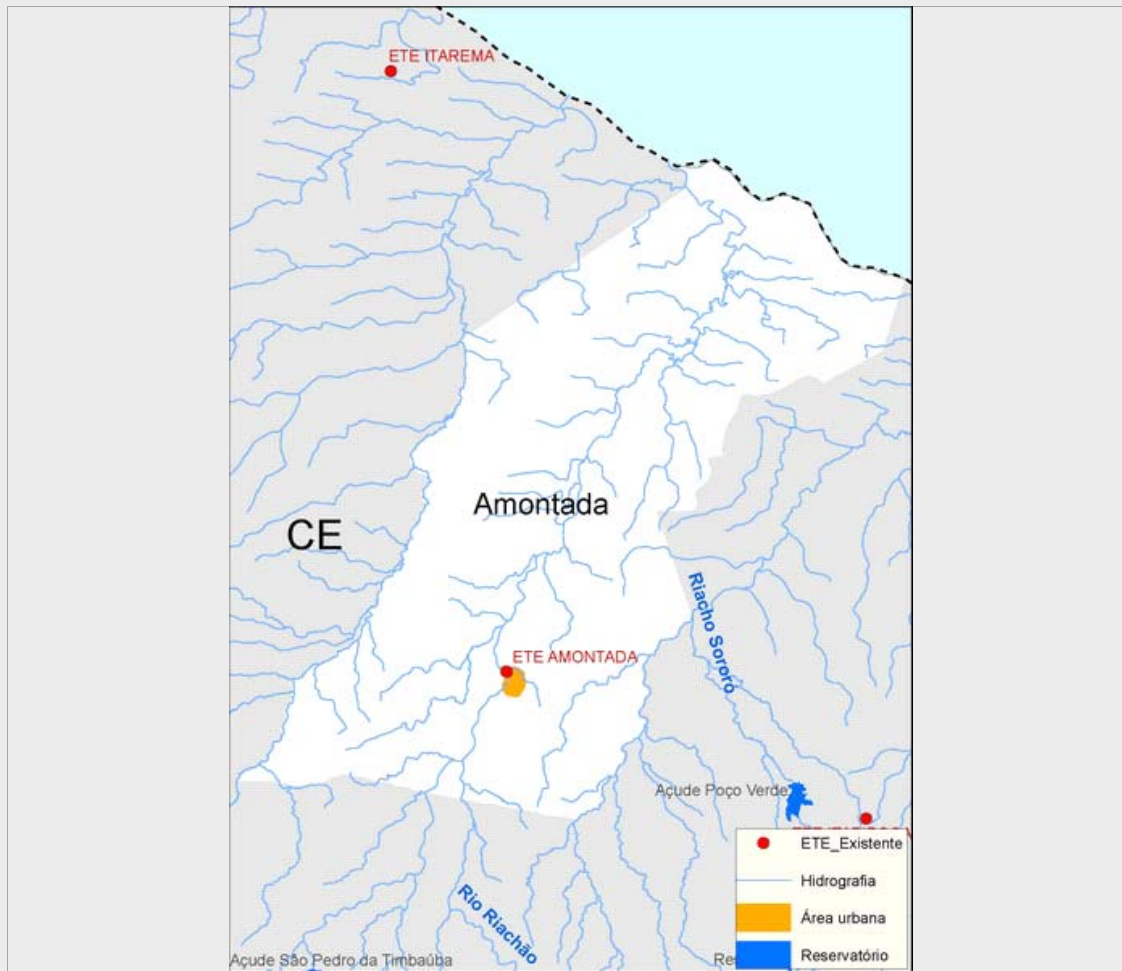 ETE ITAREMA
Amontada
CE
Riacho Sororo
ETE AMONTADA
Açude Poço Verde
ETE_Existente
Hidrografia
Área urbana
Rio Riachão
Reservatório
Açude São Pedro da Timbaúba